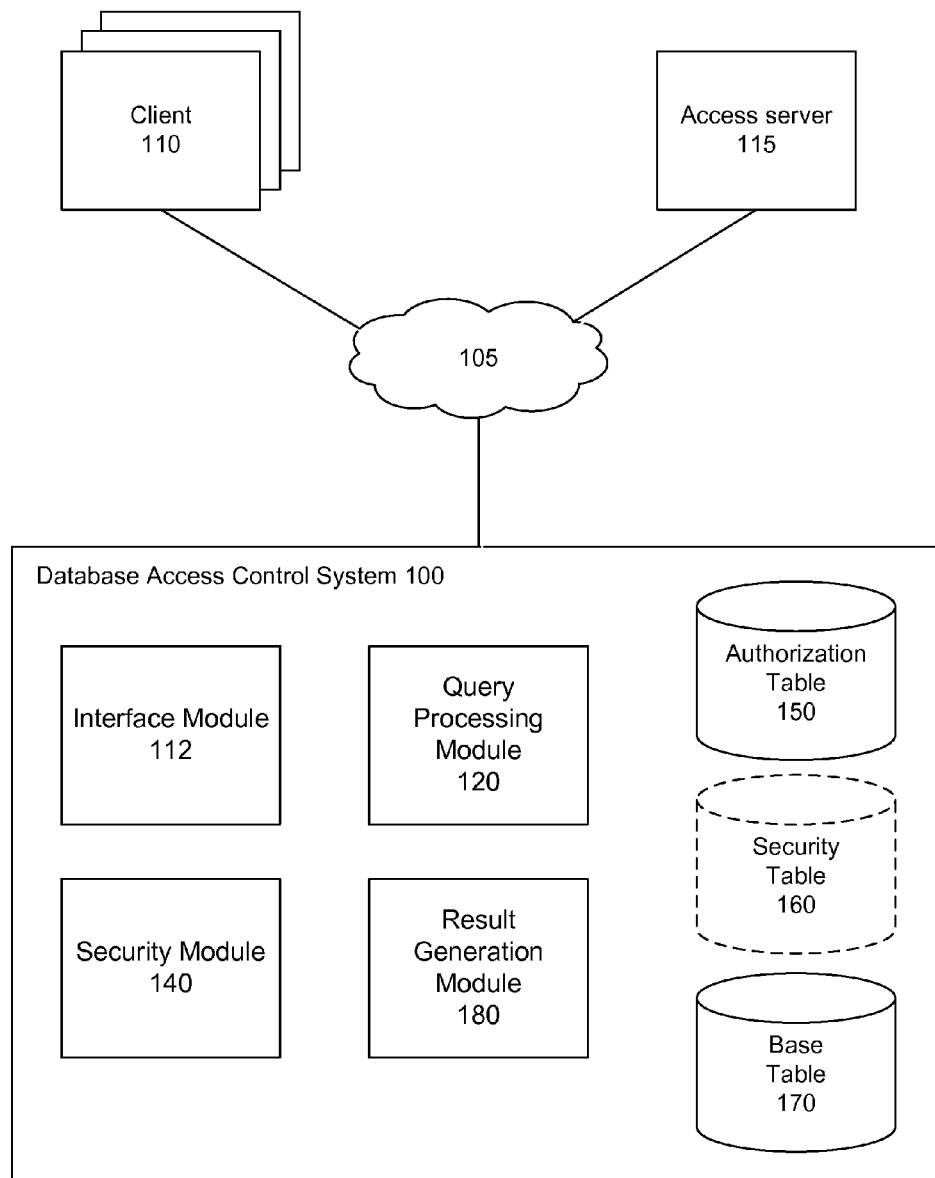 Client
110
Access server
115
105
Database Access Control System 100
Interface Module
112
Query
Processing
Module
120
Authorization
Table
150
Security
Table
160
Security Module
140
Result
Generation
Module
180
Base
Table
170